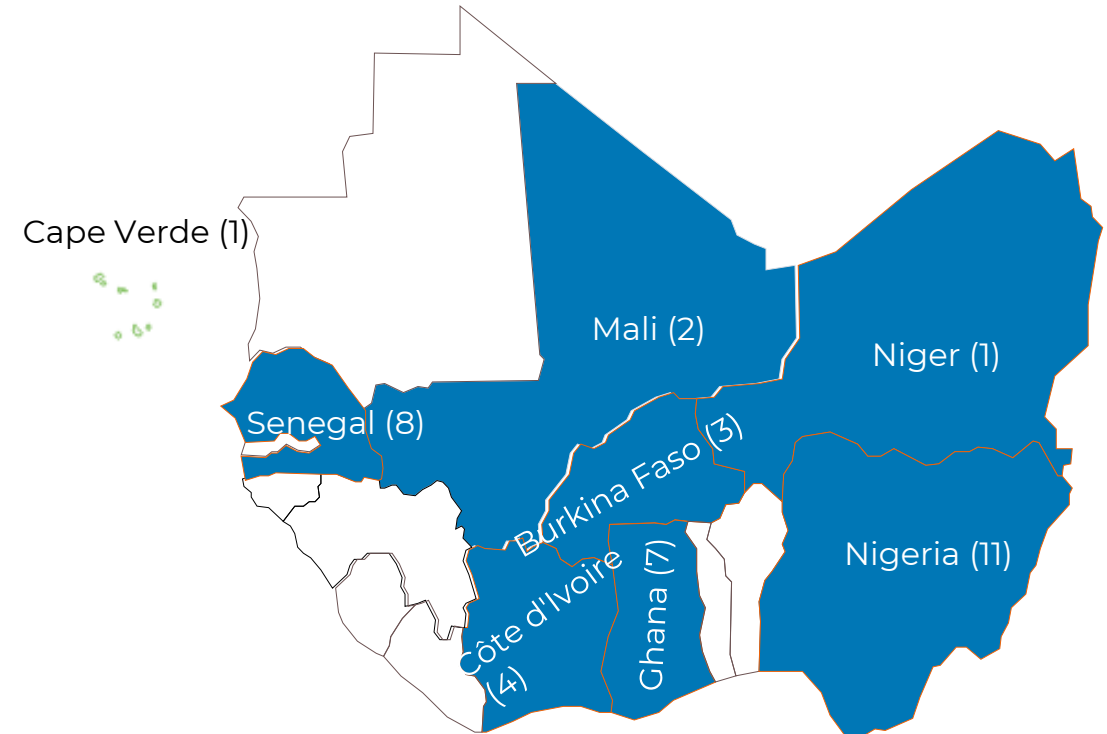 Cape Verde (1)
Mali (2)
Niger (1)
Senegal (8)
Burkina Faso (3)
Nigeria (11)
Côte d'Ivoire
(4)
Ghana (7)